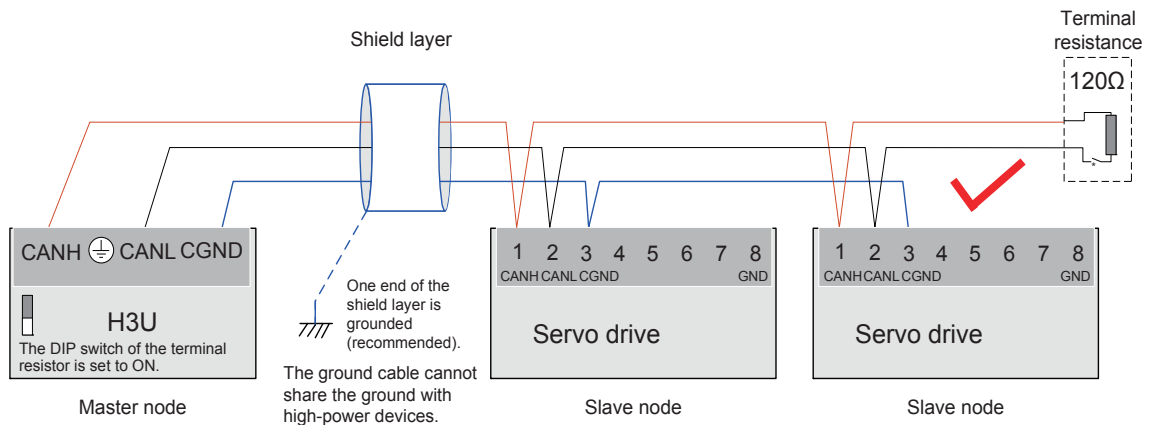 Terminal
resistance
Shield layer
120Ω
*
CANH CANL CGND
1 2 3 4 5 6 7 8
CANH CANL CGND GND
1 2 3 4 5 6 7 8
CANH CANL CGND GND
H3U
The DIP switch of the terminal
resistor is set to ON.
One end of the
shield layer is
grounded
(recommended).
Servo drive
Servo drive
The ground cable cannot
share the ground with
high-power devices.
Master node
Slave node
Slave node